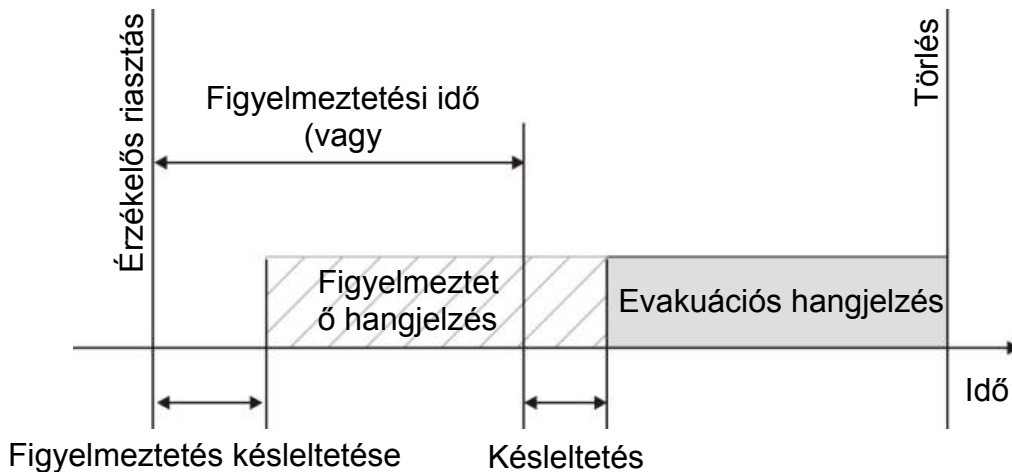 Érzékelős riasztás
Figyelmeztetési idő
(vagy
Törlés
Figyelmeztet
ő hangjelzés
Evakuációs hangjelzés
Idő
Figyelmeztetés késleltetése
Késleltetés